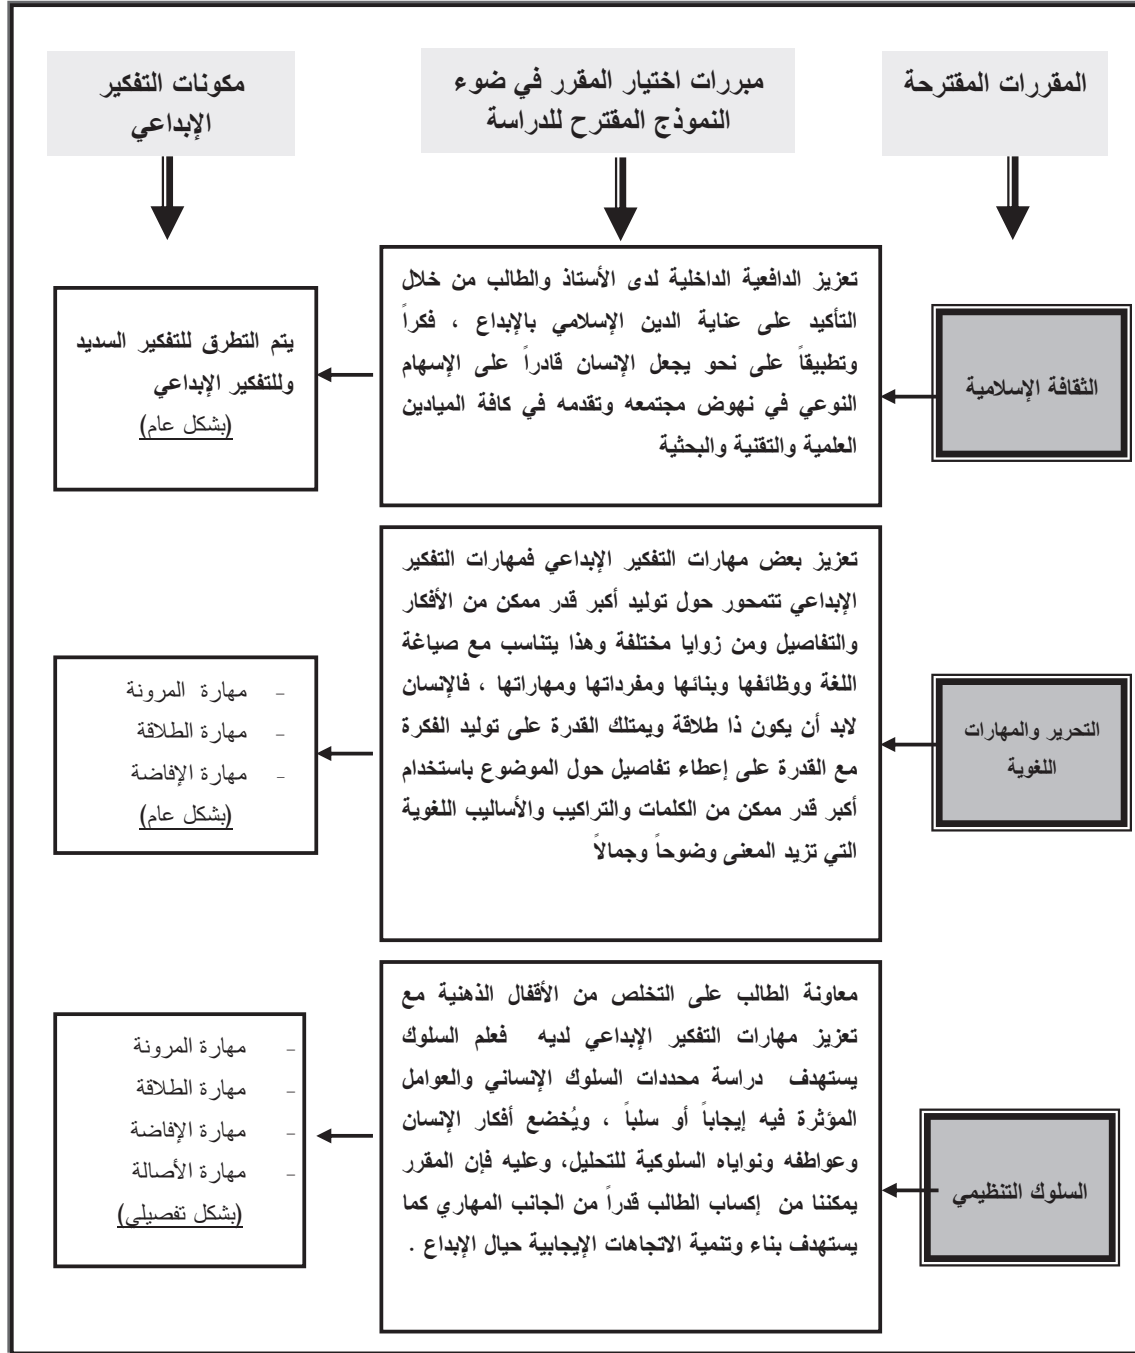 المقررات المقترحة
مبررات اختيار المقرر في ضوء
النموذج المقترح للدراسة
مكونات التفكير
الإبداعي
الثقافة الإسلامية
تعزيز الدافعية الداخلية لدى الأستاذ والطالب من خلال
التأكيد على عناية الدين الإسلامي بالإبداع ، فكراً
وتطبيقاً على نحو يجعل الإنسان قادراً على الإسهام
النوعي في نهوض مجتمعه وتقدمه في كافة الميادين
العلمية والتقنية والبحثية
يتم التطرق للتفكير السديد
وللتفكير الإبداعي
(بشكل عام)
التحرير والمهارات
اللغوية
تعزيز بعض مهارات التفكير الإبداعي فمهارات التفكير
الإبداعي تتمحور حول توليد أكبر قدر ممكن من الأفكار
والتفاصيل ومن زوايا مختلفة وهذا يتناسب مع صياغة
اللغة ووظائفها وبنائها ومفرداتها ومهاراتها ، فالإنسان
لابد أن يكون ذا طلاقة ويمتلك القدرة على توليد الفكرة
مع القدرة على إعطاء تفاصيل حول الموضوع باستخدام
أكبر قدر ممكن من الكلمات والتراكيب والأساليب اللغوية
التي تزيد المعنى وضوحاً وجمالاً
- مهارة المرونة
- مهارة الطلاقة
- مهارة الإفاضة
(بشكل عام)
السلوك التنظيمي
معاونة الطالب على التخلص من الأقفال الذهنية مع
تعزيز مهارات التفكير الإبداعي لديه فعلم السلوك
يستهدف دراسة محددات السلوك الإنساني والعوامل
المؤثرة فيه إيجاباً أو سلباً ، ويُخضع أفكار الإنسان
وعواطفه ونواياه السلوكية للتحليل، وعليه فإن المقرر
يمكننا من إكساب الطالب قدراً من الجانب المهاري كما
يستهدف بناء وتنمية الاتجاهات الإيجابية حيال الإبداع .
- مهارة المرونة
- مهارة الطلاقة
- مهارة الإفاضة
- مهارة الأصالة
(بشكل تفصيلي)